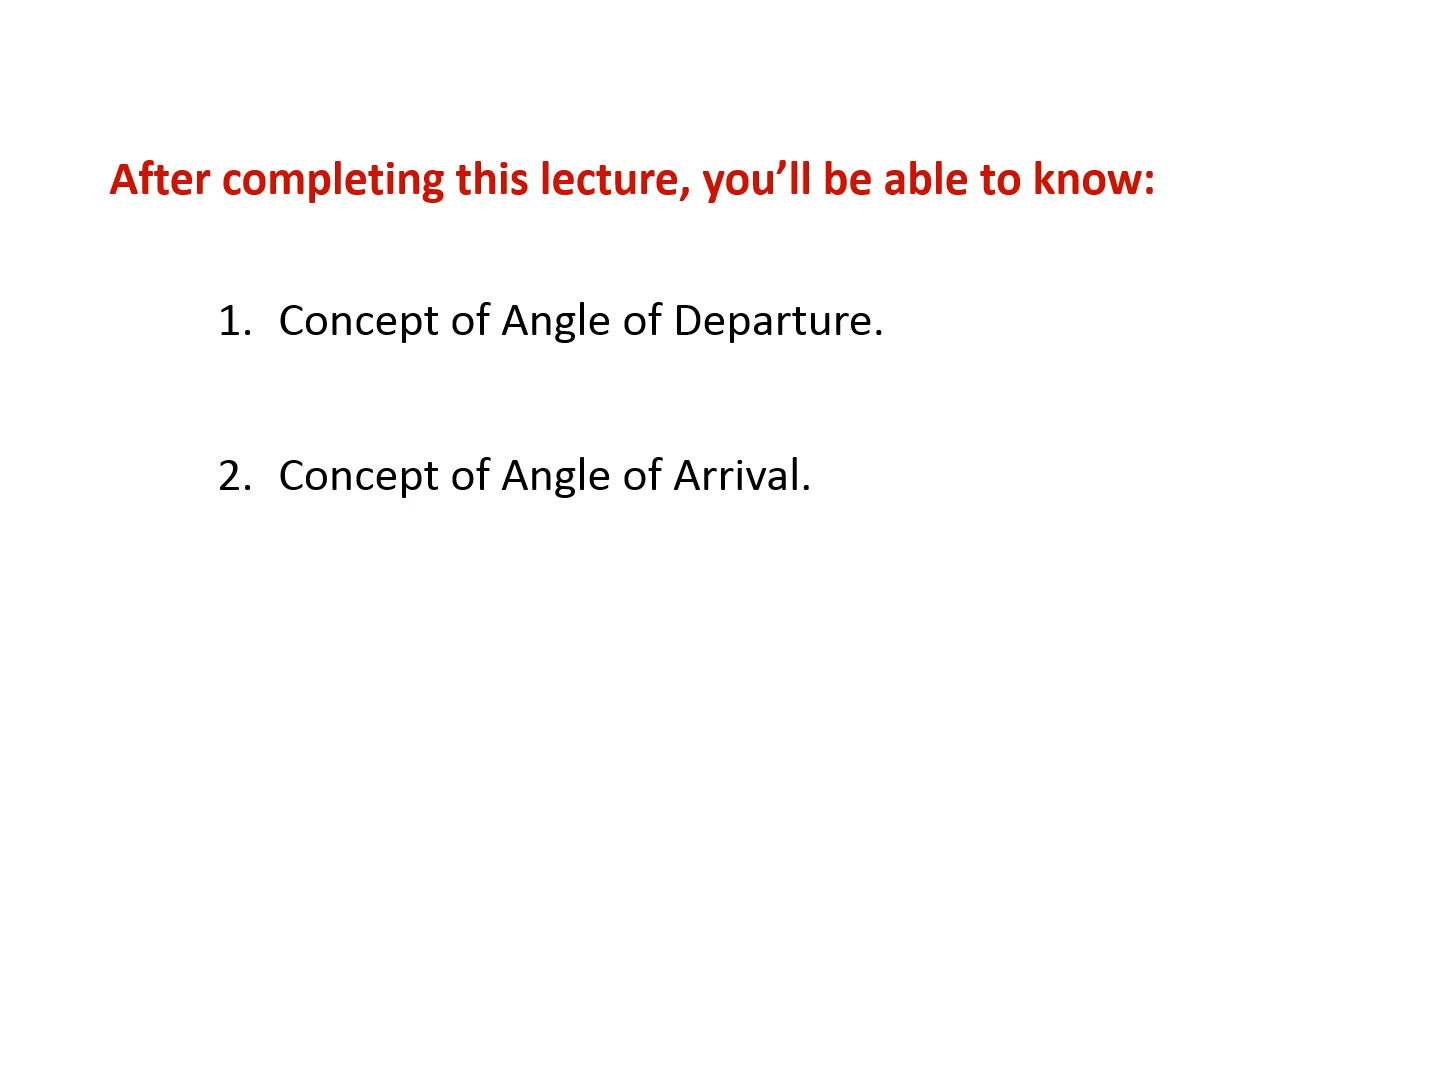 After completing this lecture, you’ll be able to know:
1. Concept of Angle of Departure.
2. Concept of Angle of Arrival.